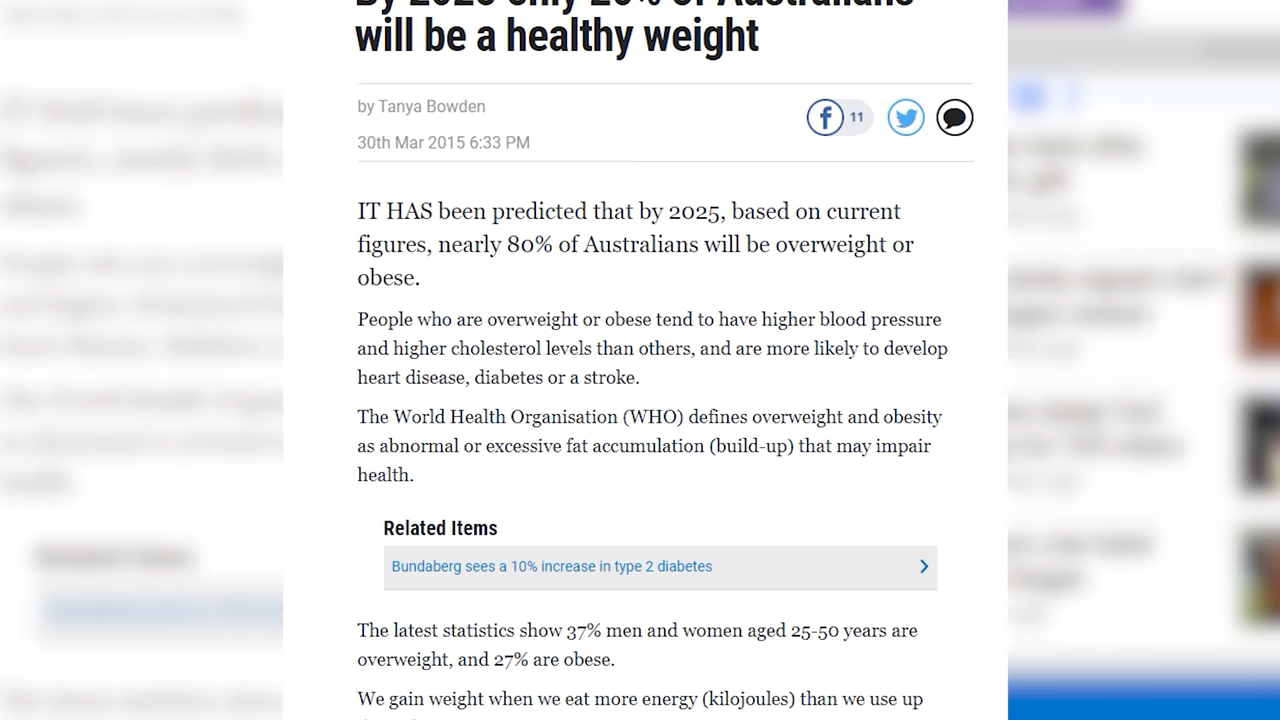 By 2025 only 20% of Australians
will be a healthy weight
by Tanya Bowden
11
30th Mar 2015 6:33 PM
IT HAS been predicted that by 2025, based on current
figures, nearly 80% of Australians will be overweight or
obese.
People who are overweight or obese tend to have higher blood pressure
and higher cholesterol levels than others, and are more likely to develop
heart disease, diabetes or a stroke.
The World Health Organisation (WHO) defines overweight and obesity
as abnormal or excessive fat accumulation (build-up) that may impair
health.
Related Items
Bundaberg sees a 10% increase in type 2 diabetes
The latest statistics show 37% men and women aged 25-50 years are
overweight, and 27% are obese.
We gain weight when we eat more energy (kilojoules) than we use up